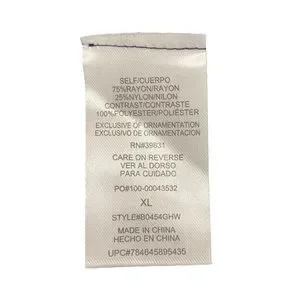 SELF/CUERPO
75%RAYON/RAYON
25%NYLON/NILON
CONTRAST/CONTRASTE
100%POLYESTER/POLIESTER
EXCLUSIVE OF ORNAMENTATION
EXCLUSIVO DE ORNAMENTACION
RN#39831
CARE ON REVERSE
VER AL DORSO
PARA CUIDADO
PO#100-00043532
XL
STYLE#B0454GHW
MADE IN CHINA
HECHO EN CHINA
UPC#784645895435